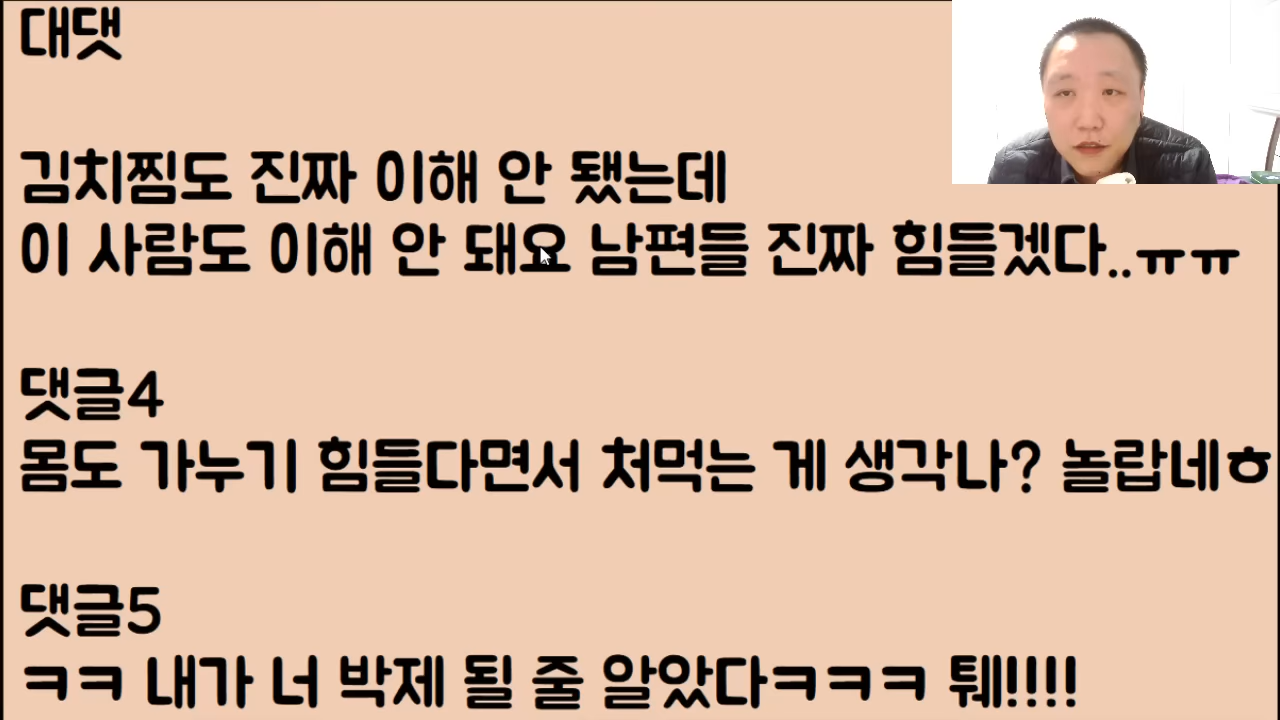 대댓
김치찜도 진짜 이해 안 됐는데
이 사람도 이해 안 돼요 남편들 진짜 힘들겠다..ㅠㅠ
댓글4
몸도 가누기 힘들다면서 처먹는 게 생각나? 놀랍네ㅎ
댓글5
ㅋㅋ 내가 너 박제 될 줄 알았다ㅋㅋㅋ 퉤!!!!